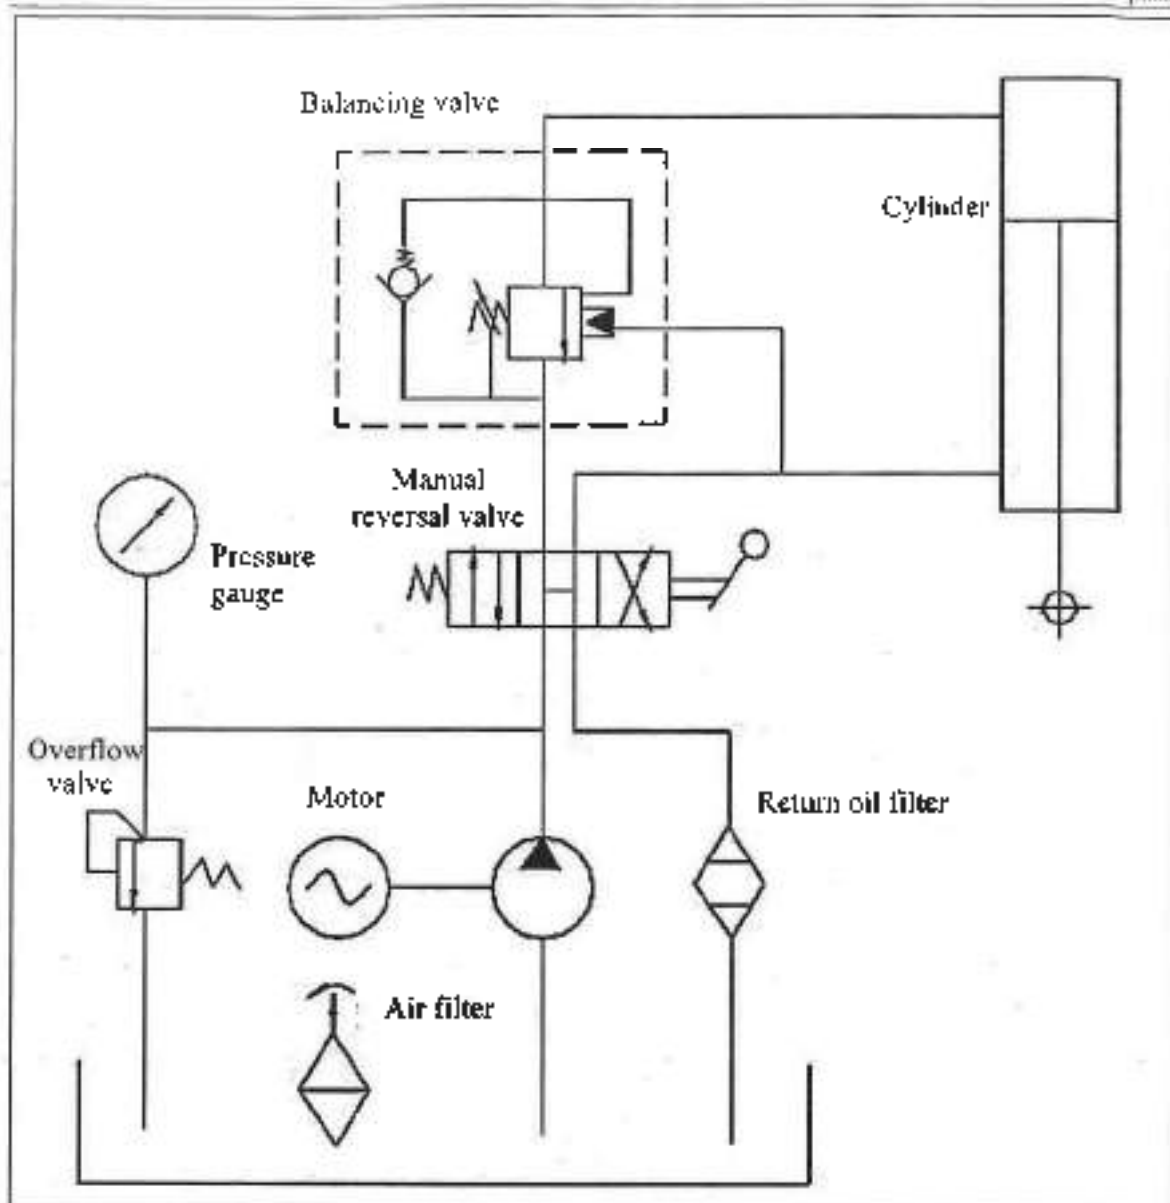 Balancing valve
Cylinder
Manual
reversal valve
Pressure
gauge
Overflow
valve
Motor
Return oil filter
Air filter